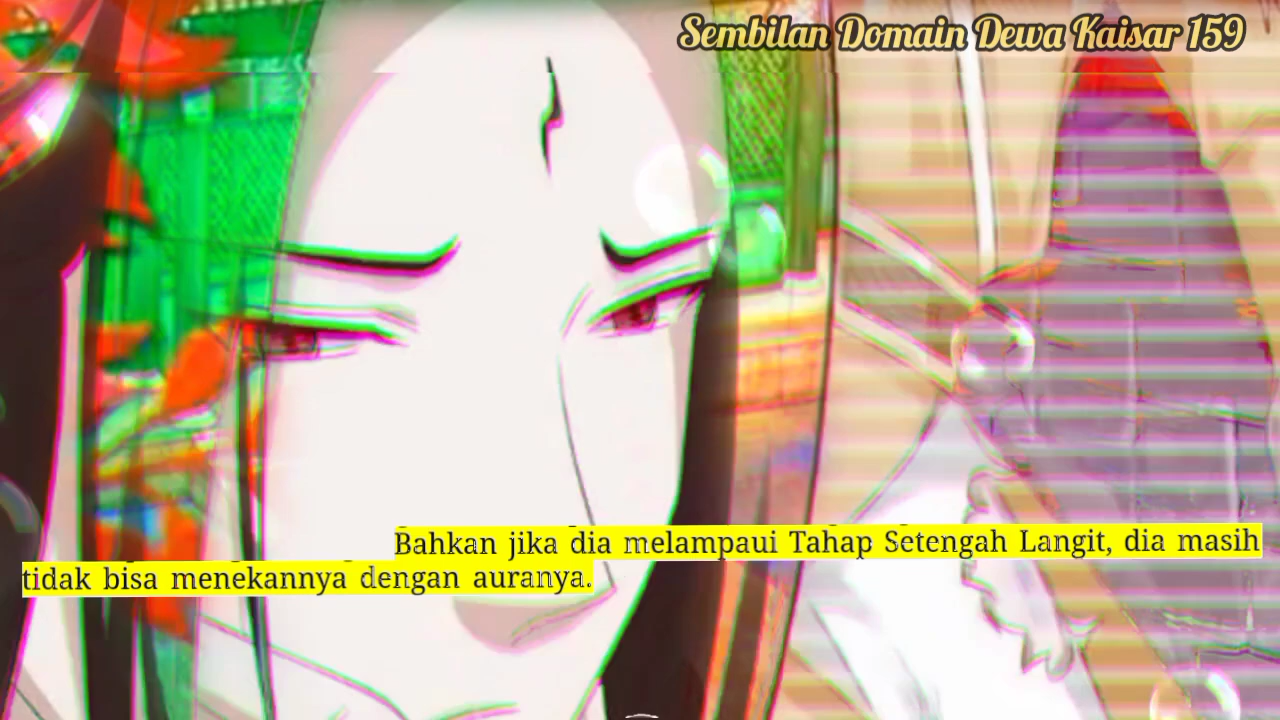 Sembilan Domain Dewa Kaisar 159
Bahkan jika dia melampaui Tahap Setengah Langit, dia masih
tidak bisa menekannya dengan auranya.